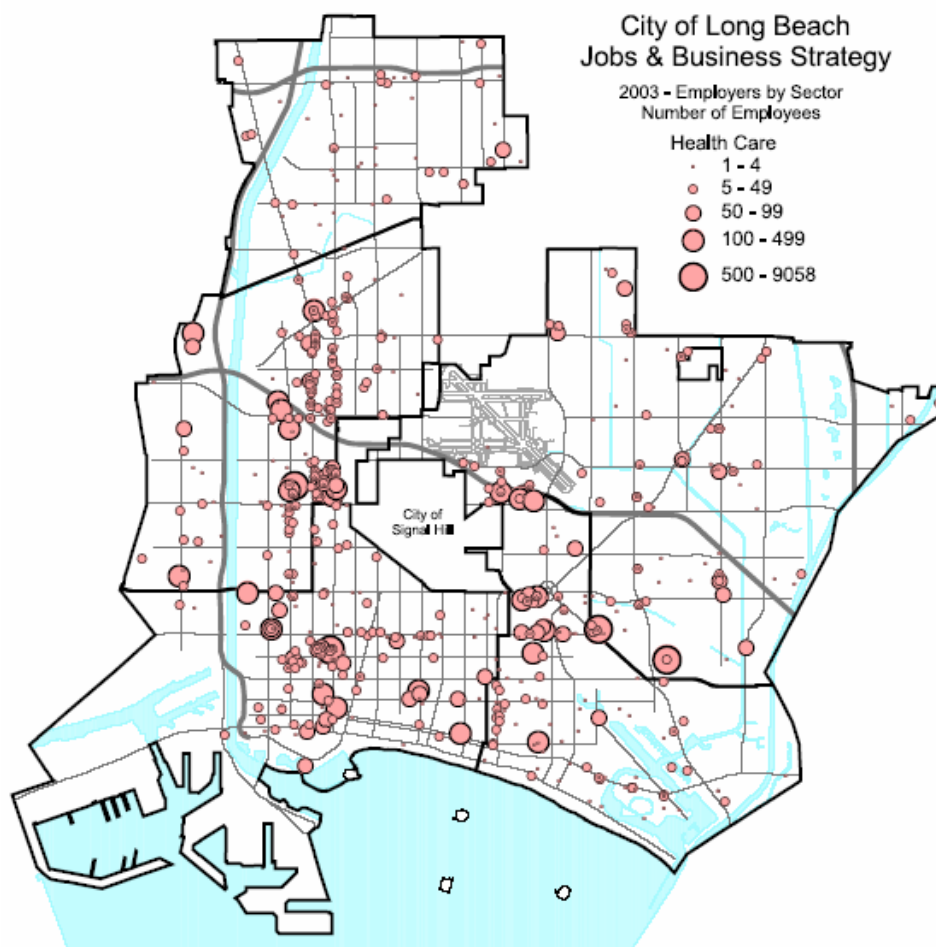 City of Long Beach
Jobs & Business Strategy
2003 - Employers by Sector
Number of Employees
Health Care
1 - 4
5 - 49
50 - 99
100 - 499
500 - 9058
City of
Signal Hill